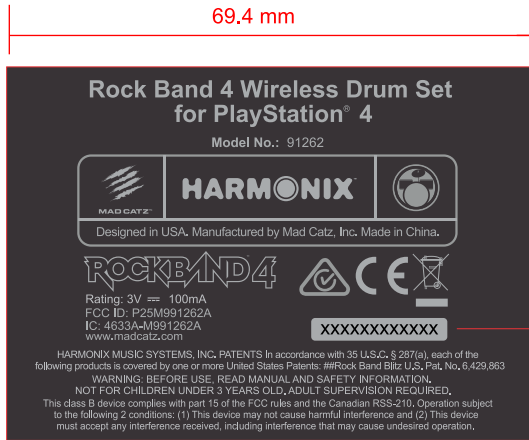 69.4 mm
Rock Band 4 Wireless Drum Set
for PlayStation® 4
Model No.: 91262
MAD CATZ™
HARMONIX™
Designed in USA. Manufactured by Mad Catz, Inc. Made in China.
ROCKBAND 4
Rating: 3V ⎓ 100mA
FCC ID: P25M991262A
IC: 4633A-M991262A
www.madcatz.com
CE
XXXXXXXXXXXX
HARMONIX MUSIC SYSTEMS, INC. PATENTS In accordance with 35 U.S.C. § 287(a), each of the
following products is covered by one or more United States Patents: ##Rock Band Blitz U.S. Pat. No. 6,429,863
WARNING: BEFORE USE, READ MANUAL AND SAFETY INFORMATION.
NOT FOR CHILDREN UNDER 3 YEARS OLD, ADULT SUPERVISION REQUIRED.
This class B device complies with part 15 of the FCC rules and the Canadian RSS-210. Operation subject
to the following 2 conditions: (1) This device may not cause harmful interference and (2) This device
must accept any interference received, including interference that may cause undesired operation.